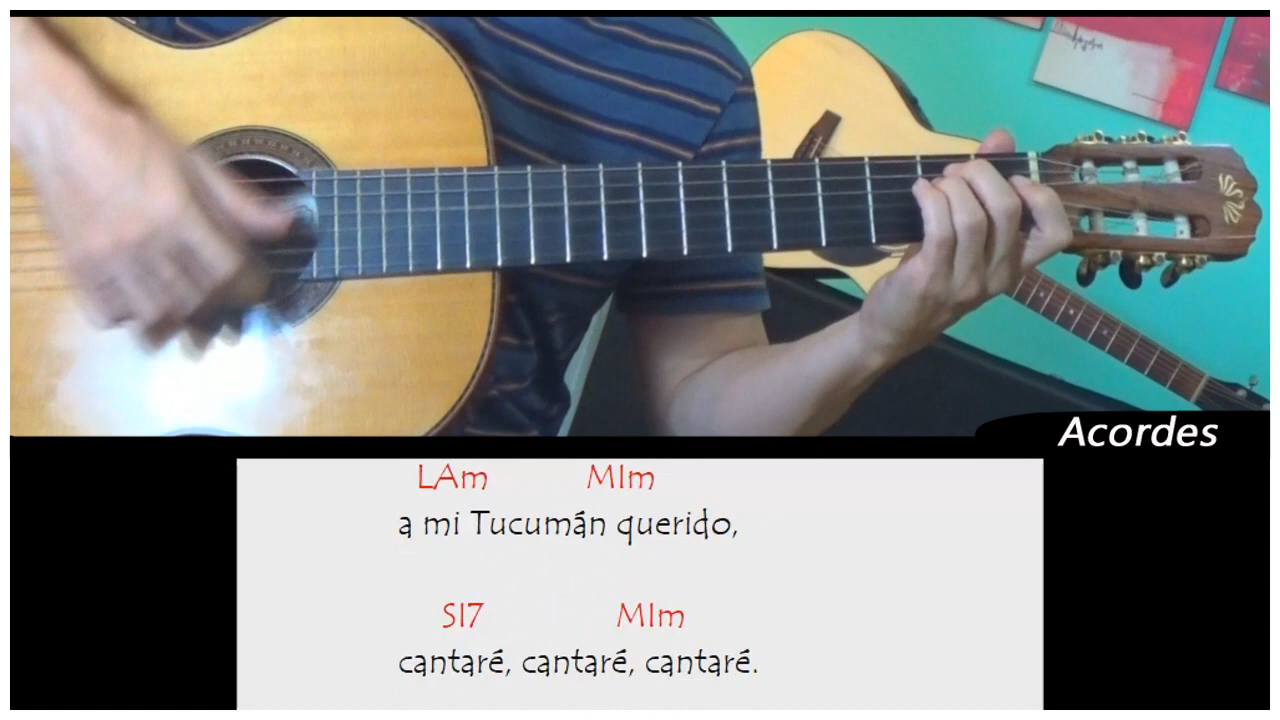 Acordes
LAm MIm
a mi Tucumán querido,
SI7 MIm
cantaré, cantaré, cantaré.